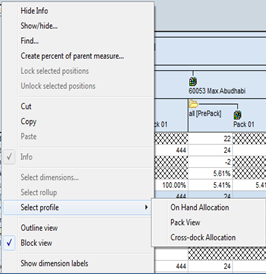 Hide Info
Show/hide...
Find...
Create percent of parent measure...
Lock selected positions
Unlock selected positions
Cut
Copy
Paste
Info
Select dimensions...
Select rollup
Select profile
Outline view
Block view
Show dimension labels
On Hand Allocation
Pack View
Cross-dock Allocation
60053 Max Abudhabi
all [PrePack]
Pack 01
ck 01
22
444 24
-2
5.61%
100.00% 5.41% 5.41
444 24
444 24